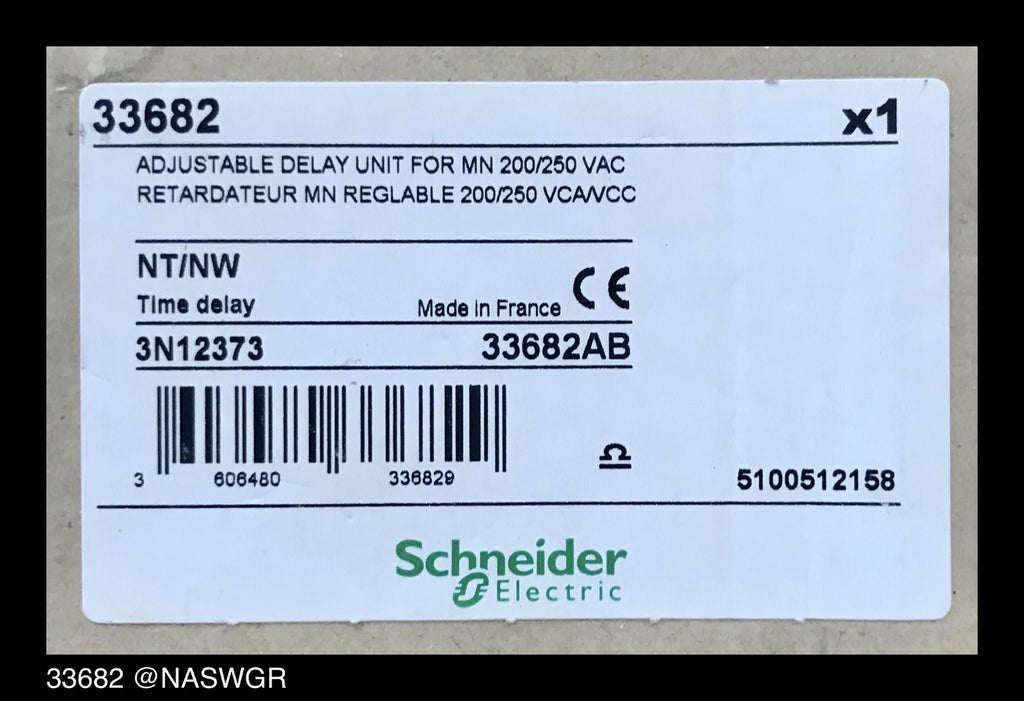 33682 x1
ADJUSTABLE DELAY UNIT FOR MN 200/250 VAC
RETARDATEUR MN REGLABLE 200/250 VCA/VCC
NT/NW
Time delay Made in France CE
3N12373 33682AB
3 606480 336829
5100512158
Schneider
Electric
33682 @NASWGR